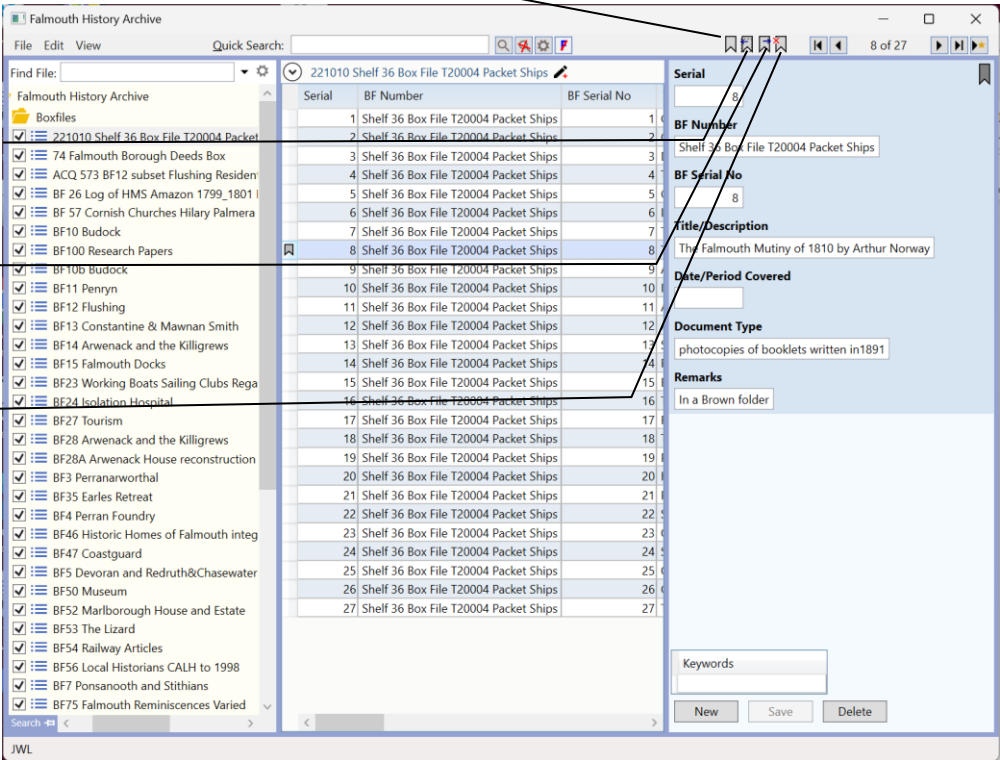 Falmouth History Archive
File Edit View Quick Search: 8 of 27
Find File:
Falmouth History Archive
Boxfiles
221010 Shelf 36 Box File T20004 Packet
74 Falmouth Borough Deeds Box
ACQ 573 BF12 subset Flushing Residen
BF 26 Log of HMS Amazon 1799_1801
BF 57 Cornish Churches Hilary Palmera
BF10 Budock
BF100 Research Papers
BF10b Budock
BF11 Penryn
BF12 Flushing
BF13 Constantine & Mawnan Smith
BF14 Arwenack and the Killigrews
BF15 Falmouth Docks
BF23 Working Boats Sailing Clubs Rega
BF24 Isolation Hospital
BF27 Tourism
BF28 Arwenack and the Killigrews
BF28A Arwenack House reconstruction
BF3 Perranarworthal
BF35 Earles Retreat
BF4 Perran Foundry
BF46 Historic Homes of Falmouth integ
BF47 Coastguard
BF5 Devoran and Redruth&Chasewater
BF50 Museum
BF52 Marlborough House and Estate
BF53 The Lizard
BF54 Railway Articles
BF56 Local Historians CALH to 1998
BF7 Ponsanooth and Stithians
BF75 Falmouth Reminiscences Varied
Search
221010 Shelf 36 Box File T20004 Packet Ships
Serial BF Number BF Serial No
1 Shelf 36 Box File T20004 Packet Ships 1
2 Shelf 36 Box File T20004 Packet Ships 2
3 Shelf 36 Box File T20004 Packet Ships 3
4 Shelf 36 Box File T20004 Packet Ships 4
5 Shelf 36 Box File T20004 Packet Ships 5
6 Shelf 36 Box File T20004 Packet Ships 6
7 Shelf 36 Box File T20004 Packet Ships 7
8 Shelf 36 Box File T20004 Packet Ships 8
9 Shelf 36 Box File T20004 Packet Ships 9
10 Shelf 36 Box File T20004 Packet Ships 10
11 Shelf 36 Box File T20004 Packet Ships 11
12 Shelf 36 Box File T20004 Packet Ships 12
13 Shelf 36 Box File T20004 Packet Ships 13
14 Shelf 36 Box File T20004 Packet Ships 14
15 Shelf 36 Box File T20004 Packet Ships 15
16 Shelf 36 Box File T20004 Packet Ships 16
17 Shelf 36 Box File T20004 Packet Ships 17
18 Shelf 36 Box File T20004 Packet Ships 18
19 Shelf 36 Box File T20004 Packet Ships 19
20 Shelf 36 Box File T20004 Packet Ships 20
21 Shelf 36 Box File T20004 Packet Ships 21
22 Shelf 36 Box File T20004 Packet Ships 22
23 Shelf 36 Box File T20004 Packet Ships 23
24 Shelf 36 Box File T20004 Packet Ships 24
25 Shelf 36 Box File T20004 Packet Ships 25
26 Shelf 36 Box File T20004 Packet Ships 26
27 Shelf 36 Box File T20004 Packet Ships 27
Serial
8
BF Number
Shelf 36 Box File T20004 Packet Ships
BF Serial No
8
Title/Description
The Falmouth Mutiny of 1810 by Arthur Norway
Date/Period Covered
Document Type
photocopies of booklets written in1891
Remarks
In a Brown folder
Keywords
New Save Delete
JWL